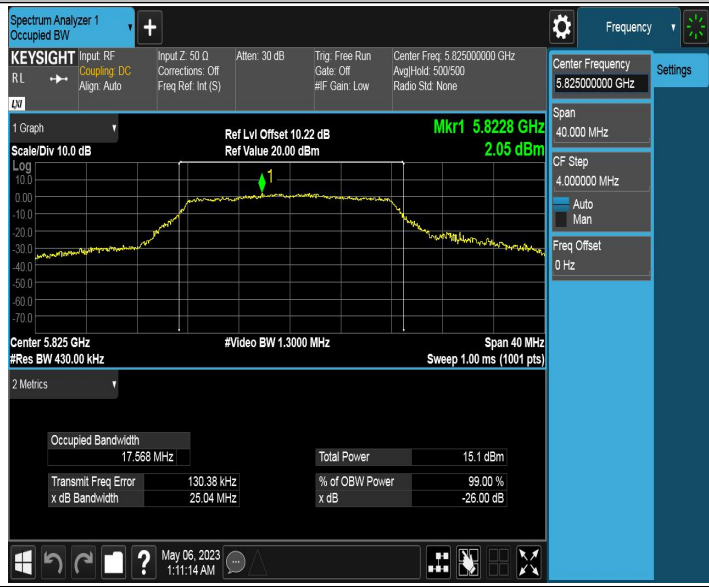 Spectrum Analyzer 1
Occupied BW
Frequency
KEYSIGHT
RL
LXI
Input: RF
Coupling: DC
Align: Auto
Input Z: 50 Ω
Corrections: Off
Freq Ref: Int (S)
Atten: 30 dB
Trig: Free Run
Gate: Off
#IF Gain: Low
Center Freq: 5.825000000 GHz
Avg|Hold: 500/500
Radio Std: None
Center Frequency
5.825000000 GHz
Settings
Span
40.000 MHz
CF Step
4.000000 MHz
Auto
Man
Freq Offset
0 Hz
1 Graph
Scale/Div 10.0 dB
Ref Lvl Offset 10.22 dB
Ref Value 20.00 dBm
Mkr1 5.8228 GHz
2.05 dBm
Log
10.0
0.00
-10.0
-20.0
-30.0
-40.0
-50.0
-60.0
-70.0
1
Center 5.825 GHz
#Res BW 430.00 kHz
#Video BW 1.3000 MHz
Span 40 MHz
Sweep 1.00 ms (1001 pts)
2 Metrics
Occupied Bandwidth
17.568 MHz
Transmit Freq Error 130.38 kHz
x dB Bandwidth 25.04 MHz
Total Power 15.1 dBm
% of OBW Power 99.00 %
x dB -26.00 dB
?
May 06, 2023
1:11:14 AM